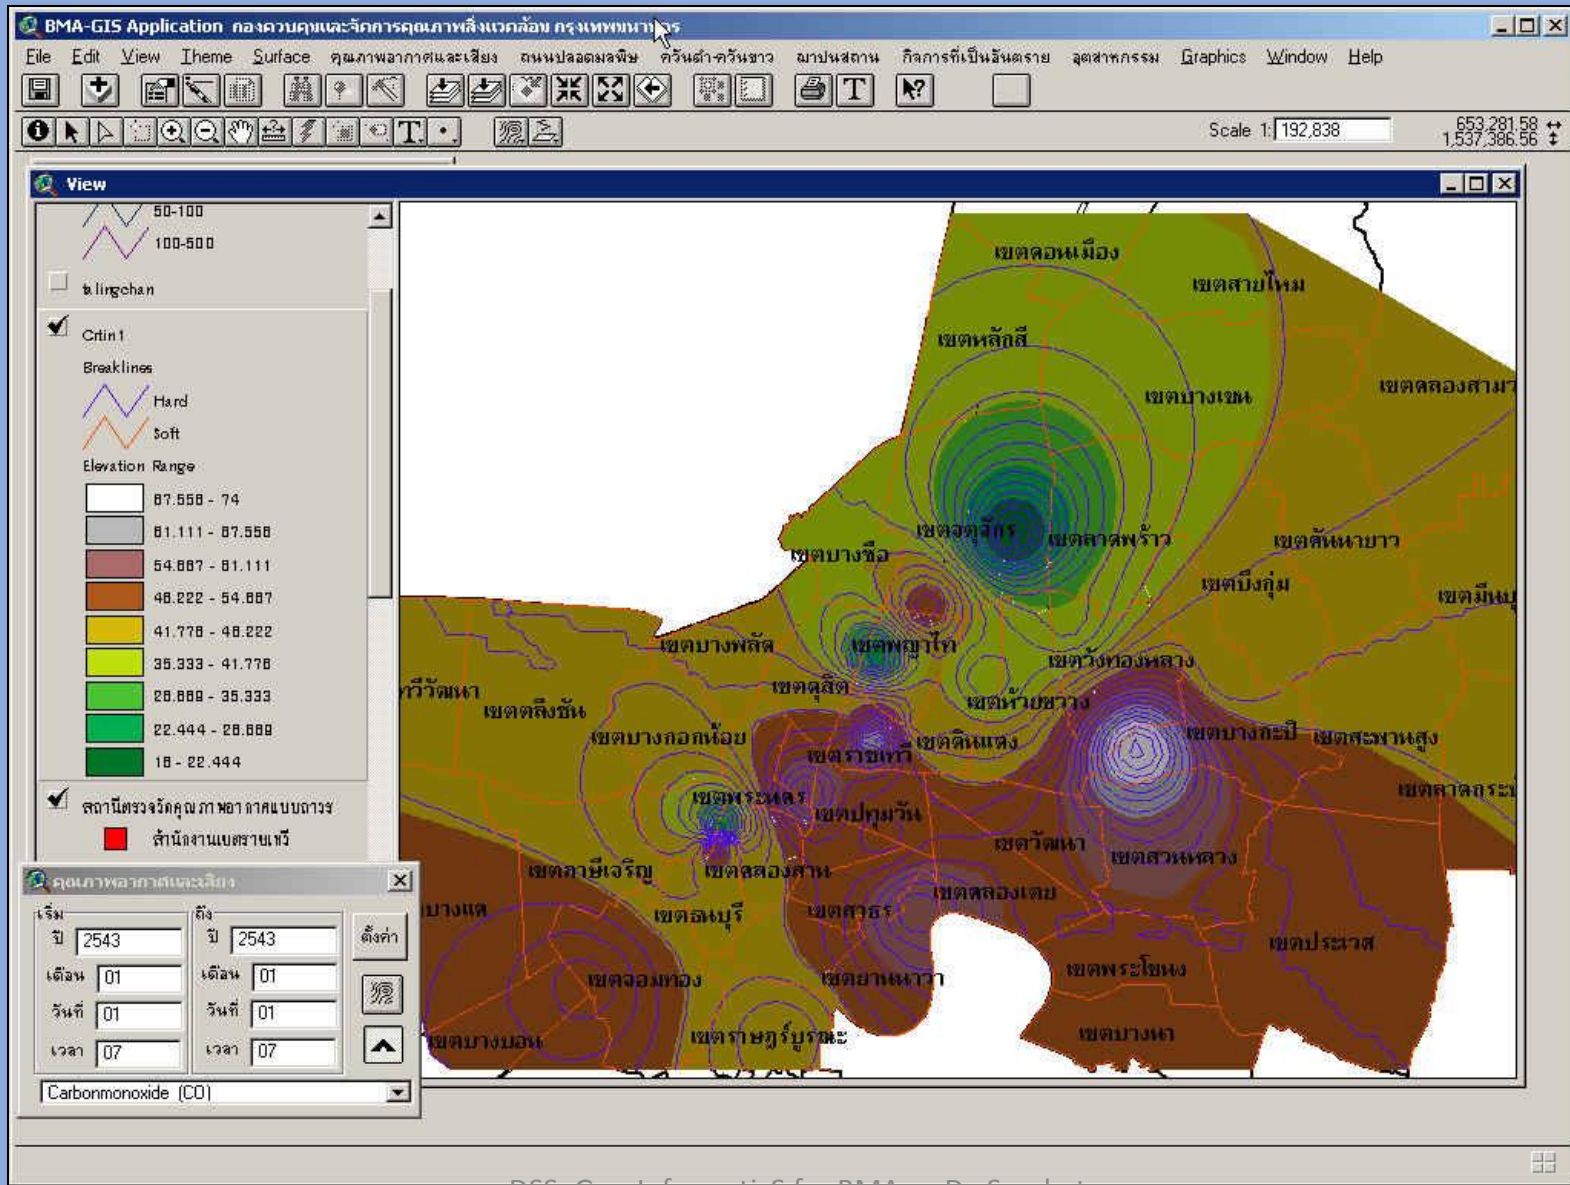 BMA-GIS Application กองควบคุมและจัดการคุณภาพสิ่งแวดล้อม กรุงเทพมหานคร
File Edit View Theme Surface คุณภาพอากาศและเสียง ถนนปลอดมลพิษ ควันดำ-ควันขาว ฌาปนสถาน กิจการที่เป็นอันตราย อุตสาหกรรม Graphics Window Help
Scale 1: 192,838
653,281.58
1,537,386.56
View
50-100
100-500
talingchan
Crtin1
Breaklines
Hard
Soft
Elevation Range
67.556 - 74
61.111 - 67.556
54.667 - 61.111
48.222 - 54.667
41.778 - 48.222
35.333 - 41.778
28.889 - 35.333
22.444 - 28.889
16 - 22.444
สถานีตรวจวัดคุณภาพอากาศแบบถาวร
สำนักงานเขตราชเทวี
เขตดอนเมือง
เขตสายไหม
เขตหลักสี่
เขตบางเขน
เขตคลองสามว
เขตจตุจักร
เขตลาดพร้าว
เขตคันนายาว
เขตบางซื่อ
เขตบึงกุ่ม
เขตมีนบุ
เขตบางพลัด
เขตพญาไท
เขตวังทองหลาง
ทวีวัฒนา
เขตตลิ่งชัน
เขตดุสิต
เขตห้วยขวาง
เขตบางกอกน้อย
เขตราชเทวี
เขตดินแดง
เขตบางกะปิ
เขตสะพานสูง
เขตพระนคร
เขตปทุมวัน
เขตลาดกระบ
เขตวัฒนา
เขตสวนหลวง
เขตภาษีเจริญ
เขตคลองสาน
เขตคลองเตย
บางแค
เขตธนบุรี
เขตสาธร
เขตประเวศ
เขตจอมทอง
เขตยานนาวา
เขตพระโขนง
เขตบางบอน
เขตราษฎร์บูรณะ
เขตบางนา
คุณภาพอากาศและเสียง
เริ่ม
ถึง
ปี 2543
ปี 2543
ตั้งค่า
เดือน 01
เดือน 01
วันที่ 01
วันที่ 01
เวลา 07
เวลา 07
Carbonmonoxide (CO)